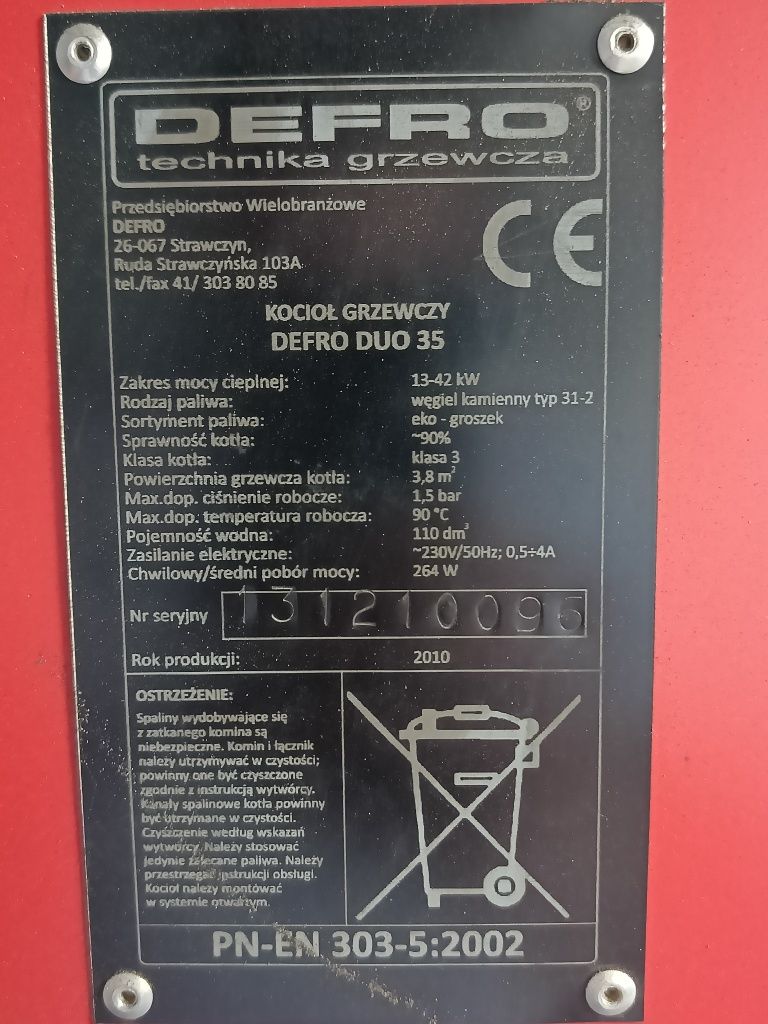 DEFRO®
technika grzewcza
Przedsiębiorstwo Wielobranżowe
DEFRO
26-067 Strawczyn,
Ruda Strawczyńska 103A
tel./fax 41/ 303 80 85
CE
KOCIOŁ GRZEWCZY
DEFRO DUO 35
Zakres mocy cieplnej: 13-42 kW
Rodzaj paliwa: węgiel kamienny typ 31-2
Sortyment paliwa: eko - groszek
Sprawność kotła: ~90%
Klasa kotła: klasa 3
Powierzchnia grzewcza kotła: 3,8 m²
Max.dop. ciśnienie robocze: 1,5 bar
Max.dop. temperatura robocza: 90 °C
Pojemność wodna: 110 dm³
Zasilanie elektryczne: ~230V/50Hz; 0,5÷4A
Chwilowy/średni pobór mocy: 264 W
Nr seryjny 131210096
Rok produkcji: 2010
OSTRZEŻENIE:
Spaliny wydobywające się
z zatkanego komina są
niebezpieczne. Komin i łącznik
należy utrzymywać w czystości;
powinny one być czyszczone
zgodnie z instrukcją wytwórcy.
Kanały spalinowe kotła powinny
być utrzymane w czystości.
Czyszczenie według wskazań
wytwórcy. Należy stosować
jedynie zalecane paliwa. Należy
przestrzegać instrukcji obsługi.
Kocioł należy montować
w systemie otwartym.
PN-EN 303-5:2002